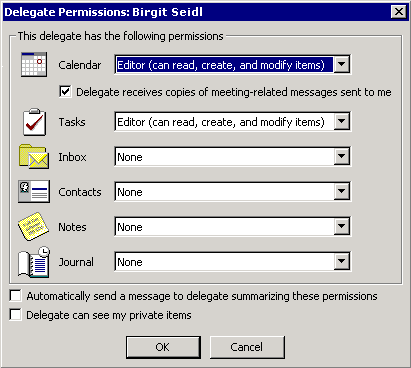 Delegate Permissions: Birgit Seidl
This delegate has the following permissions
Calendar
Editor (can read, create, and modify items)
Delegate receives copies of meeting-related messages sent to me
Tasks
Editor (can read, create, and modify items)
Inbox
None
Contacts
None
Notes
None
Journal
None
Automatically send a message to delegate summarizing these permissions
Delegate can see my private items
OK
Cancel